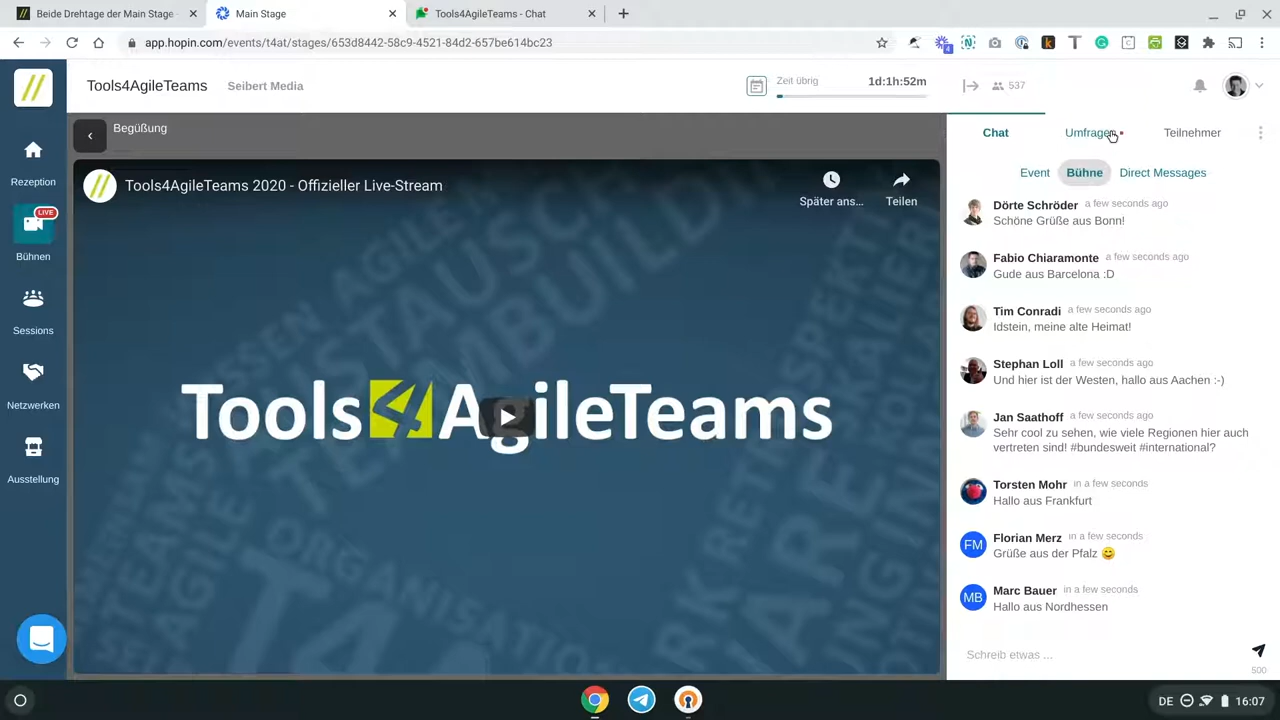 Beide Drehtage der Main Stage
Main Stage
Tools4AgileTeams - Chat
app.hopin.com/events/t4at/stages/653d8442-58c9-4521-84d2-657be614bc23
Tools4AgileTeams
Seibert Media
Zeit übrig
1d:1h:52m
537
Rezeption
LIVE
Bühnen
Sessions
Netzwerken
Ausstellung
Begüßung
Tools4AgileTeams 2020 - Offizieller Live-Stream
Später ans...
Teilen
Tools4AgileTeams
Chat
Umfragen
Teilnehmer
Event
Bühne
Direct Messages
Dörte Schröder a few seconds ago
Schöne Grüße aus Bonn!
Fabio Chiaramonte a few seconds ago
Gude aus Barcelona :D
Tim Conradi a few seconds ago
Idstein, meine alte Heimat!
Stephan Loll a few seconds ago
Und hier ist der Westen, hallo aus Aachen :-)
Jan Saathoff a few seconds ago
Sehr cool zu sehen, wie viele Regionen hier auch
vertreten sind! #bundesweit #international?
Torsten Mohr in a few seconds
Hallo aus Frankfurt
FM
Florian Merz in a few seconds
Grüße aus der Pfalz 😊
MB
Marc Bauer in a few seconds
Hallo aus Nordhessen
Schreib etwas ...
500
DE
16:07